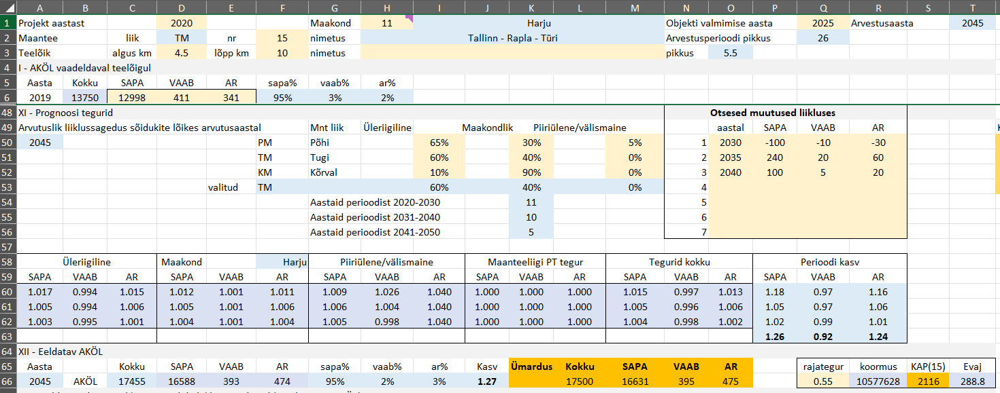 A B C D E F G H I J K L M N O P Q R S T
1 Projekt aastast 2020 Maakond 11 Harju Objekti valmimise aasta 2025 Arvestusaasta 2045
2 Maantee liik TM nr 15 nimetus Tallinn - Rapla - Türi Arvestusperioodi pikkus 26
3 Teelõik algus km 4.5 lõpp km 10 nimetus pikkus 5.5
4 I - AKÖL vaadeldaval teelõigul
5 Aasta Kokku SAPA VAAB AR sapa% vaab% ar%
6 2019 13750 12998 411 341 95% 3% 2%
48 XI - Prognoosi tegurid Otsesed muutused liikluses
49 Arvutuslik liiklussagedus sõidukite lõikes arvutusaastal Mnt liik Üleriigiline Maakondlik Piiriülene/välismaine aastal SAPA VAAB AR
50 2045 PM Põhi 65% 30% 5% 1 2030 -100 -10 -30
51 TM Tugi 60% 40% 0% 2 2035 240 20 60
52 KM Kõrval 10% 90% 0% 3 2040 100 5 20
53 valitud TM 60% 40% 0% 4
54 Aastaid perioodist 2020-2030 11 5
55 Aastaid perioodist 2031-2040 10 6
56 Aastaid perioodist 2041-2050 5 7
57
58 Üleriigiline Maakond Harju Piiriülene/välismaine Maanteeliigi PT tegur Tegurid kokku Perioodi kasv
59 SAPA VAAB AR SAPA VAAB AR SAPA VAAB AR SAPA VAAB AR SAPA VAAB AR SAPA VAAB AR
60 1.017 0.994 1.015 1.012 1.001 1.011 1.009 1.026 1.040 1.000 1.000 1.000 1.015 0.997 1.013 1.18 0.97 1.16
61 1.005 0.994 1.006 1.005 1.001 1.006 1.006 1.004 1.040 1.000 1.000 1.000 1.005 0.996 1.006 1.05 0.97 1.06
62 1.003 0.995 1.001 1.004 1.001 1.004 1.005 0.998 1.040 1.000 1.000 1.000 1.004 0.998 1.002 1.02 0.99 1.01
63 1.26 0.92 1.24
64 XII - Eeldatav AKÖL
65 Aasta Kokku SAPA VAAB AR sapa% vaab% ar% Kasv Ümardus Kokku SAPA VAAB AR rajategur koormus KAP(15) Evaj
66 2045 AKÖL 17455 16588 393 474 95% 2% 3% 1.27 17500 16631 395 475 0.55 10577628 2116 288.8